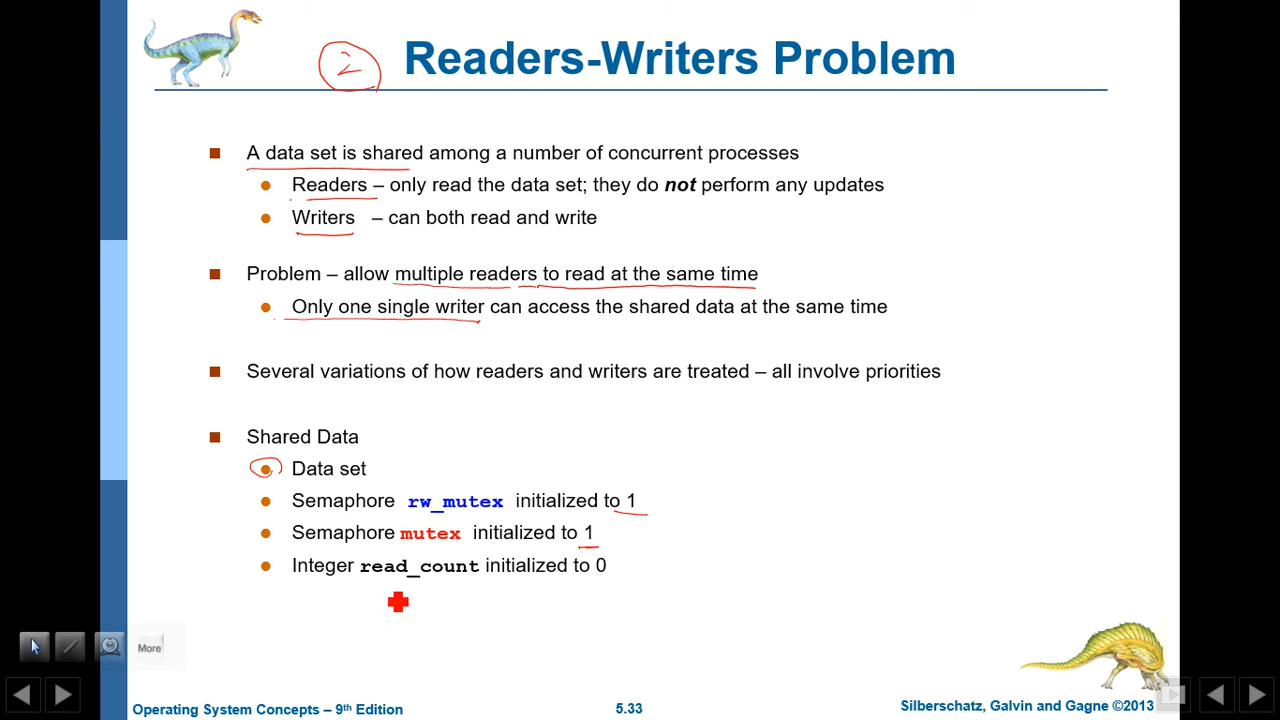 2
Readers-Writers Problem
A data set is shared among a number of concurrent processes
Readers – only read the data set; they do not perform any updates
Writers – can both read and write
Problem – allow multiple readers to read at the same time
Only one single writer can access the shared data at the same time
Several variations of how readers and writers are treated – all involve priorities
Shared Data
Data set
Semaphore rw_mutex initialized to 1
Semaphore mutex initialized to 1
Integer read_count initialized to 0
More
Operating System Concepts – 9th Edition
5.33
Silberschatz, Galvin and Gagne ©2013